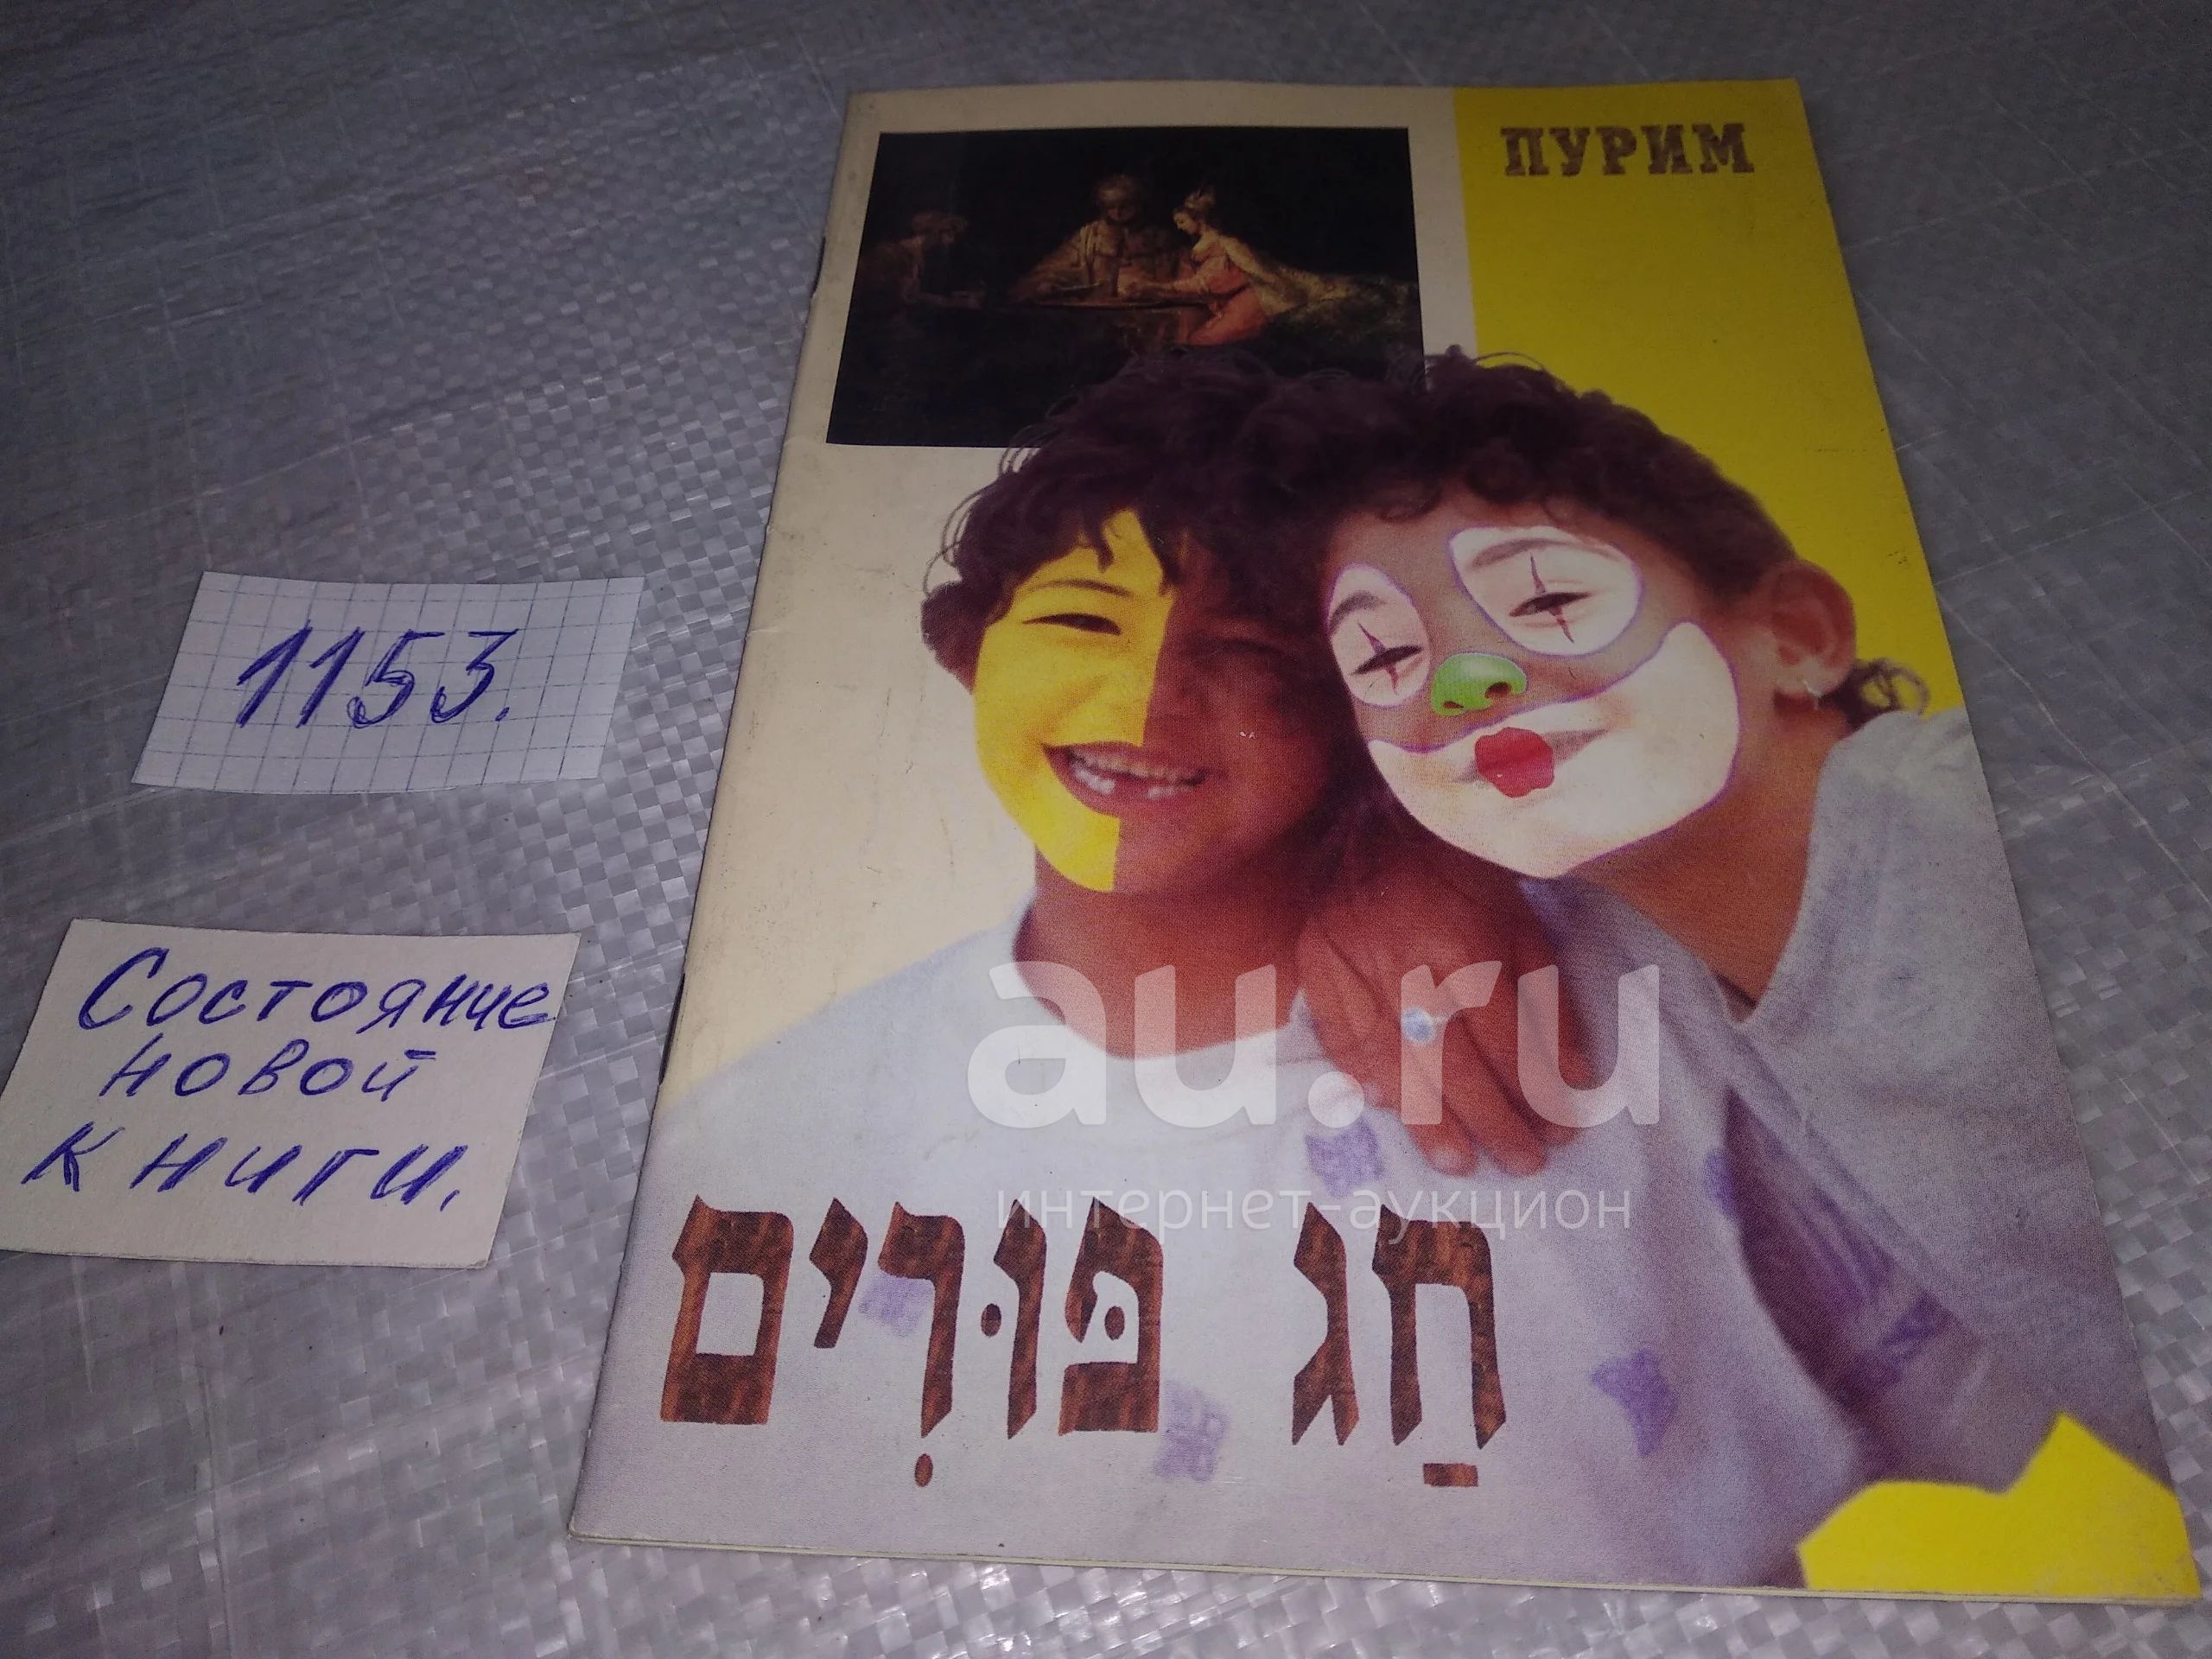 ПУРИМ
1153.
Состояние
новой
книги.
au.ru
интернет-аукцион
חַג פּוּרִים